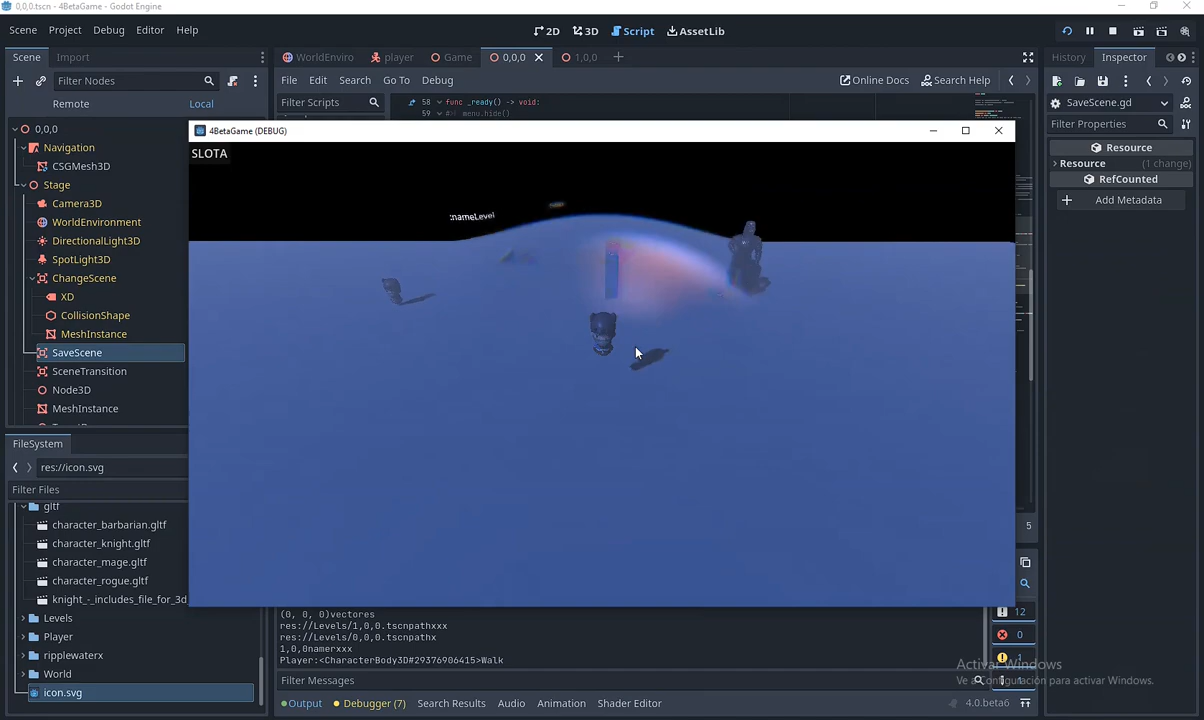 0,0,0.tscn - 4BetaGame - Godot Engine
Scene Project Debug Editor Help
2D 3D Script AssetLib
Scene Import
WorldEnviro player Game 0,0,0 1,0,0
History Inspector
Filter Nodes
File Edit Search Go To Debug
Online Docs Search Help
Remote Local
Filter Scripts
58 func _ready() -> void:
59 menu.hide()
SaveScene.gd
Filter Properties
0,0,0
Navigation
CSGMesh3D
Stage
Camera3D
WorldEnvironment
DirectionalLight3D
SpotLight3D
ChangeScene
XD
CollisionShape
MeshInstance
SaveScene
SceneTransition
Node3D
MeshInstance
4BetaGame (DEBUG)
SLOTA
:nameLevel
Resource
Resource (1 change)
RefCounted
Add Metadata
FileSystem
res://icon.svg
Filter Files
gltf
character_barbarian.gltf
character_knight.gltf
character_mage.gltf
character_rogue.gltf
knight_-_includes_file_for_3d
Levels
Player
ripplewaterx
World
icon.svg
5
(0, 0, 0)vectores
res://Levels/1,0,0.tscnpathxxx
res://Levels/0,0,0.tscnpathx
1,0,0namerxxx
Player:<CharacterBody3D#29376906415>Walk
12
0
1
1
Filter Messages
Output Debugger (7) Search Results Audio Animation Shader Editor
4.0.beta6
Activar Windows
Ve a Configuración para activar Windows.